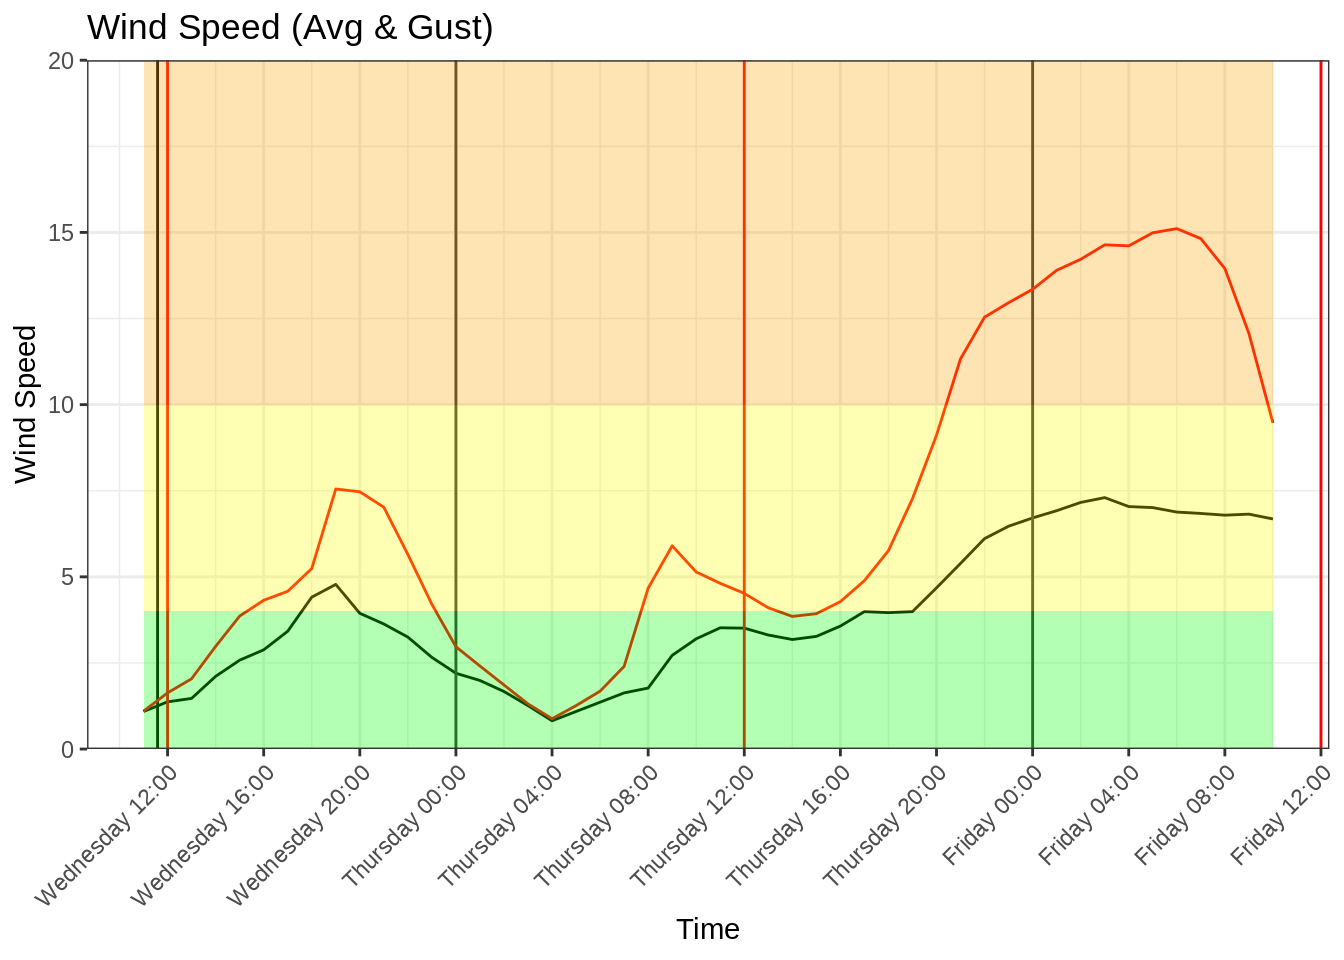 Wind Speed (Avg & Gust)
20
15
10
5
0
Wind Speed
Wednesday 12:00
Wednesday 16:00
Wednesday 20:00
Thursday 00:00
Thursday 04:00
Thursday 08:00
Thursday 12:00
Thursday 16:00
Thursday 20:00
Friday 00:00
Friday 04:00
Friday 08:00
Friday 12:00
Time